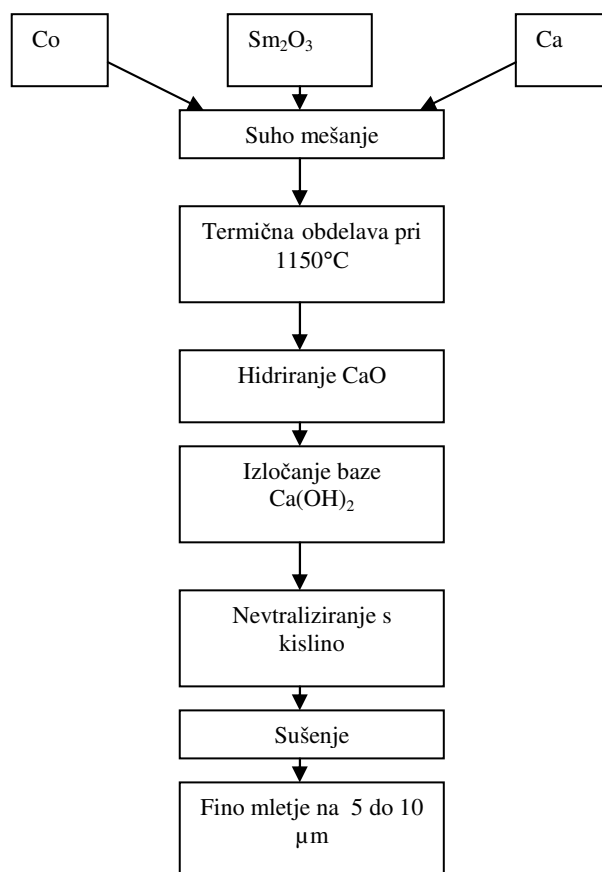 Co
Sm₂O₃
Ca
Suho mešanje
Termična obdelava pri
1150°C
Hidriranje CaO
Izločanje baze
Ca(OH)₂
Nevtraliziranje s
kislino
Sušenje
Fino mletje na 5 do 10
µm